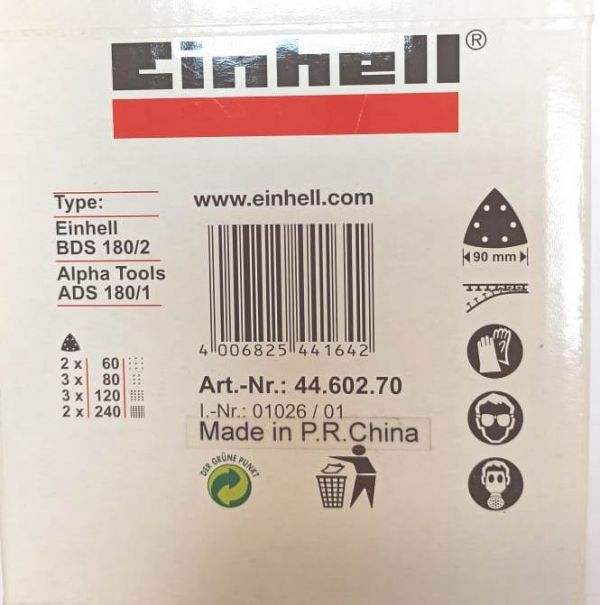 Einhell®
Type:
Einhell
BDS 180/2
Alpha Tools
ADS 180/1
2 x 60
3 x 80
3 x 120
2 x 240
www.einhell.com
4 006825 441642
Art.-Nr.: 44.602.70
I.-Nr.: 01026 / 01
Made in P.R.China
DER GRÜNE PUNKT
90 mm